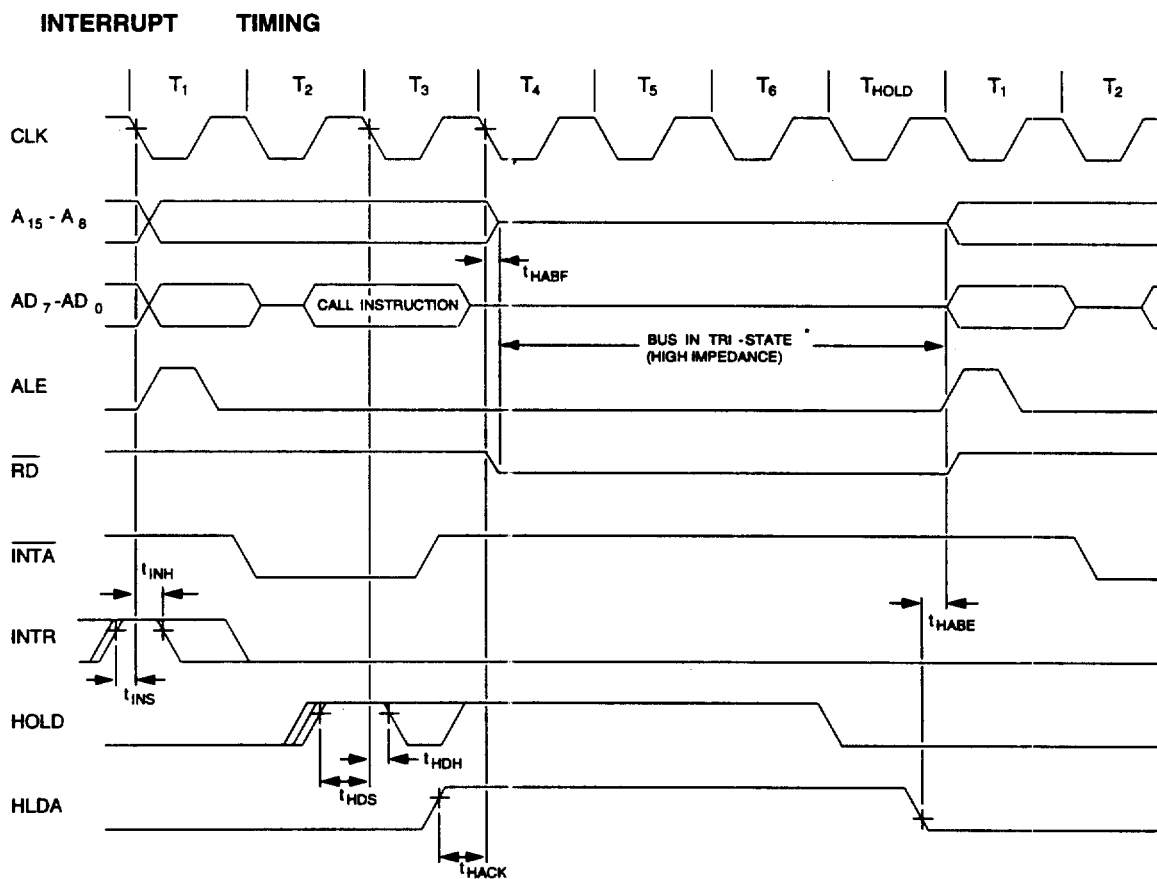 INTERRUPT TIMING
T1 T2 T3 T4 T5 T6 THOLD T1 T2
CLK
A15 - A8
tHABF
AD7 -AD0
CALL INSTRUCTION
BUS IN TRI -STATE *
(HIGH IMPEDANCE)
ALE
RD
INTA
tINH
tHABE
INTR
tINS
HOLD
tHDH
tHDS
HLDA
tHACK